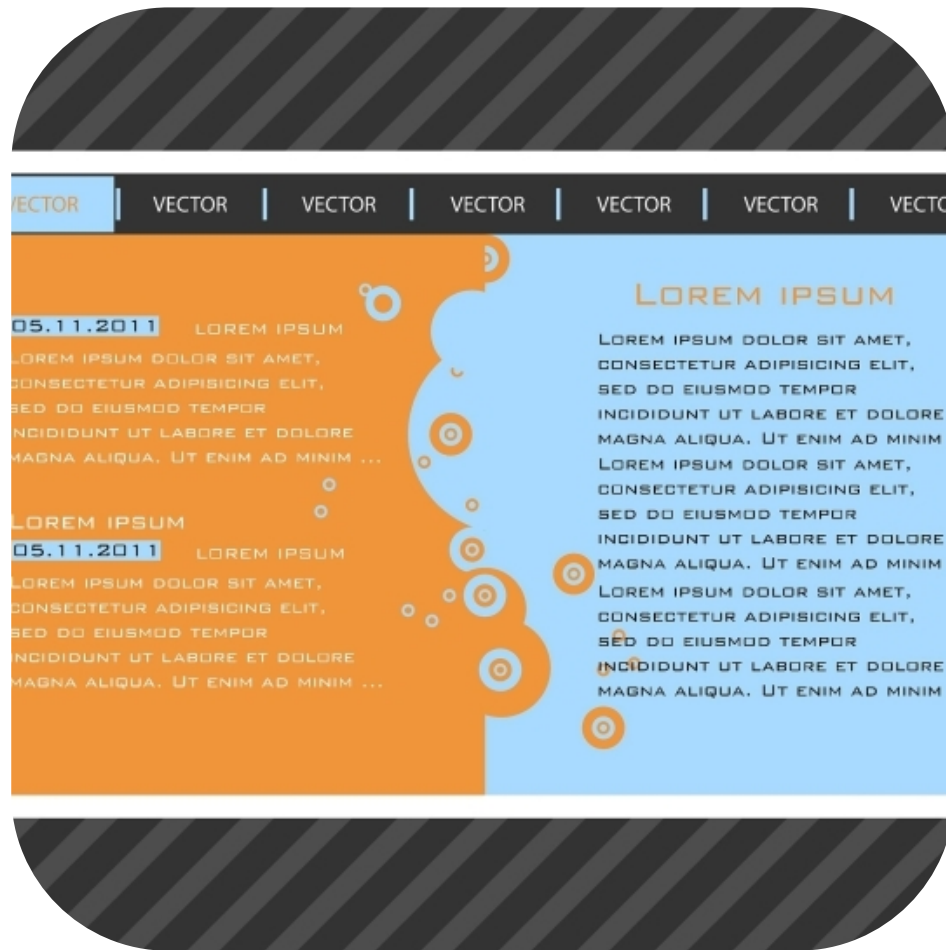 VECTOR VECTOR VECTOR VECTOR VECTOR VECTOR
05.11.2011 LOREM IPSUM
LOREM IPSUM DOLOR SIT AMET,
CONSECTETUR ADIPISICING ELIT,
SED DO EIUSMOD TEMPOR
INCIDIDUNT UT LABORE ET DOLORE
MAGNA ALIQUA. UT ENIM AD MINIM ...
LOREM IPSUM
05.11.2011 LOREM IPSUM
LOREM IPSUM DOLOR SIT AMET,
CONSECTETUR ADIPISICING ELIT,
SED DO EIUSMOD TEMPOR
INCIDIDUNT UT LABORE ET DOLORE
MAGNA ALIQUA. UT ENIM AD MINIM ...
LOREM IPSUM
LOREM IPSUM DOLOR SIT AMET,
CONSECTETUR ADIPISICING ELIT,
SED DO EIUSMOD TEMPOR
INCIDIDUNT UT LABORE ET DOLORE
MAGNA ALIQUA. UT ENIM AD MINIM
LOREM IPSUM DOLOR SIT AMET,
CONSECTETUR ADIPISICING ELIT,
SED DO EIUSMOD TEMPOR
INCIDIDUNT UT LABORE ET DOLORE
MAGNA ALIQUA. UT ENIM AD MINIM
LOREM IPSUM DOLOR SIT AMET,
CONSECTETUR ADIPISICING ELIT,
SED DO EIUSMOD TEMPOR
INCIDIDUNT UT LABORE ET DOLORE
MAGNA ALIQUA. UT ENIM AD MINIM